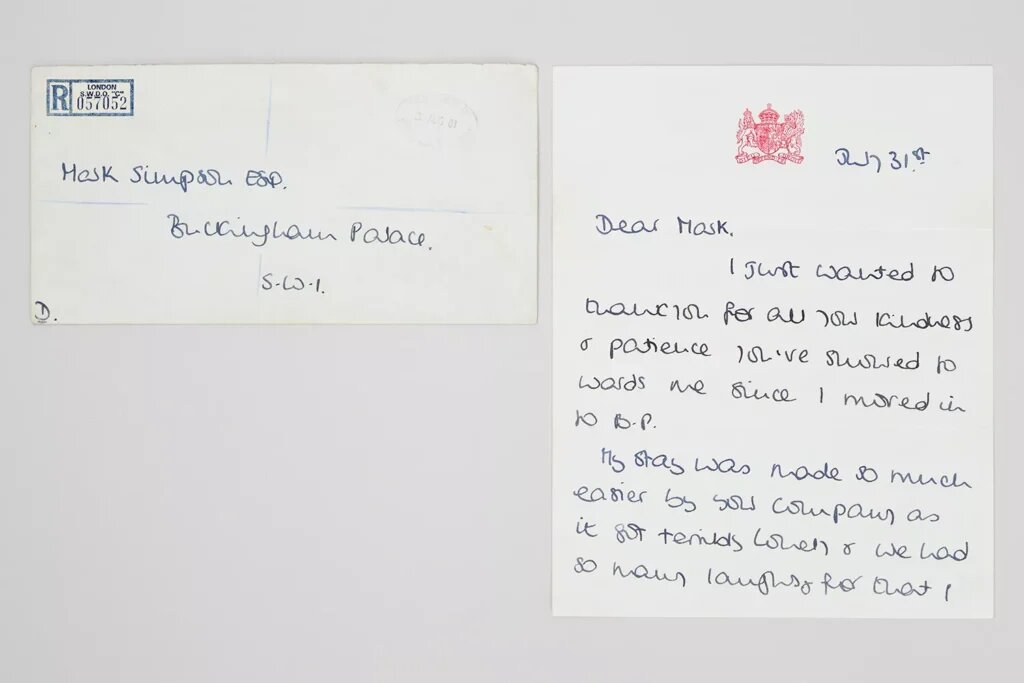 R
LONDON
S.W.D.O. "C"
057052
Mark Simpson ESQ.
Buckingham Palace.
S.W.1.
D.
July 31st
Dear Mark.
I just wanted to
thank you for all your kindness
& patience you've showed to
wards me since I moved in
to B.P.
My stay was made so much
easier by your company as
it got terribly lonely & we had
so many laughs, for that I